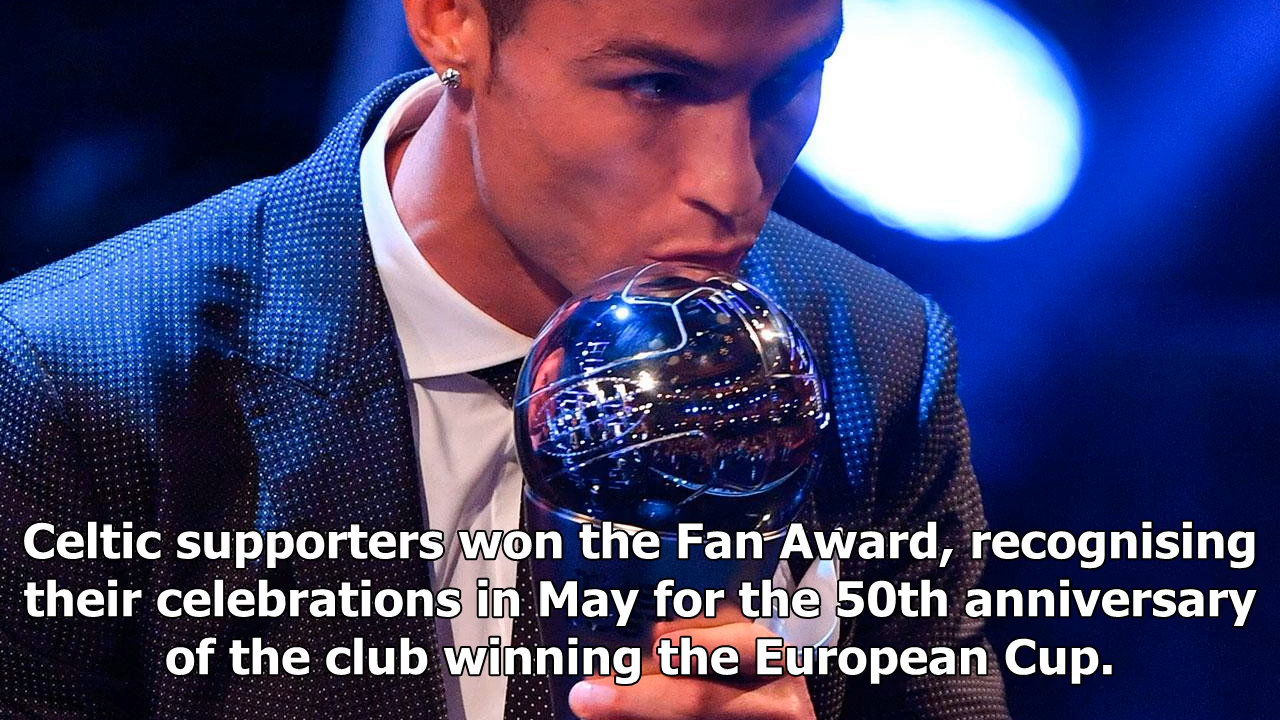 Celtic supporters won the Fan Award, recognising
their celebrations in May for the 50th anniversary
of the club winning the European Cup.